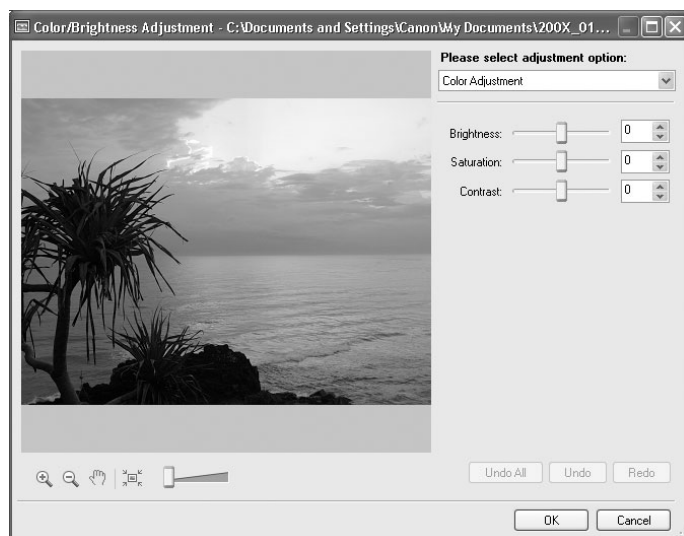 Color/Brightness Adjustment - C:\Documents and Settings\Canon\My Documents\200X_01...
Please select adjustment option:
Color Adjustment
Brightness: 0
Saturation: 0
Contrast: 0
Undo All Undo Redo
OK Cancel